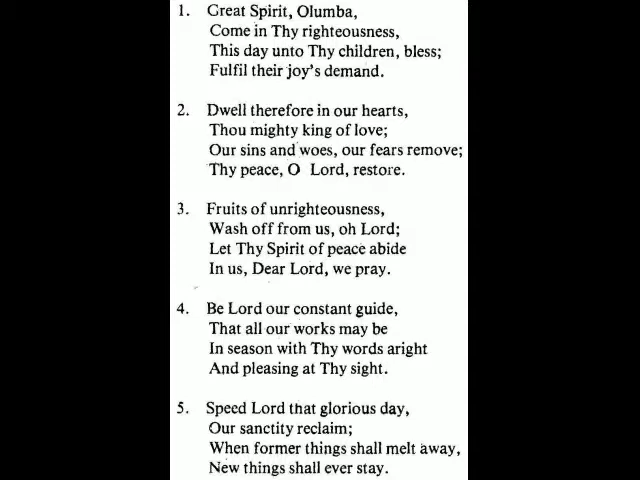 1. Great Spirit, Olumba,
Come in Thy righteousness,
This day unto Thy children, bless;
Fulfil their joy's demand.
2. Dwell therefore in our hearts,
Thou mighty king of love;
Our sins and woes, our fears remove;
Thy peace, O Lord, restore.
3. Fruits of unrighteousness,
Wash off from us, oh Lord;
Let Thy Spirit of peace abide
In us, Dear Lord, we pray.
4. Be Lord our constant guide,
That all our works may be
In season with Thy words aright
And pleasing at Thy sight.
5. Speed Lord that glorious day,
Our sanctity reclaim;
When former things shall melt away,
New things shall ever stay.